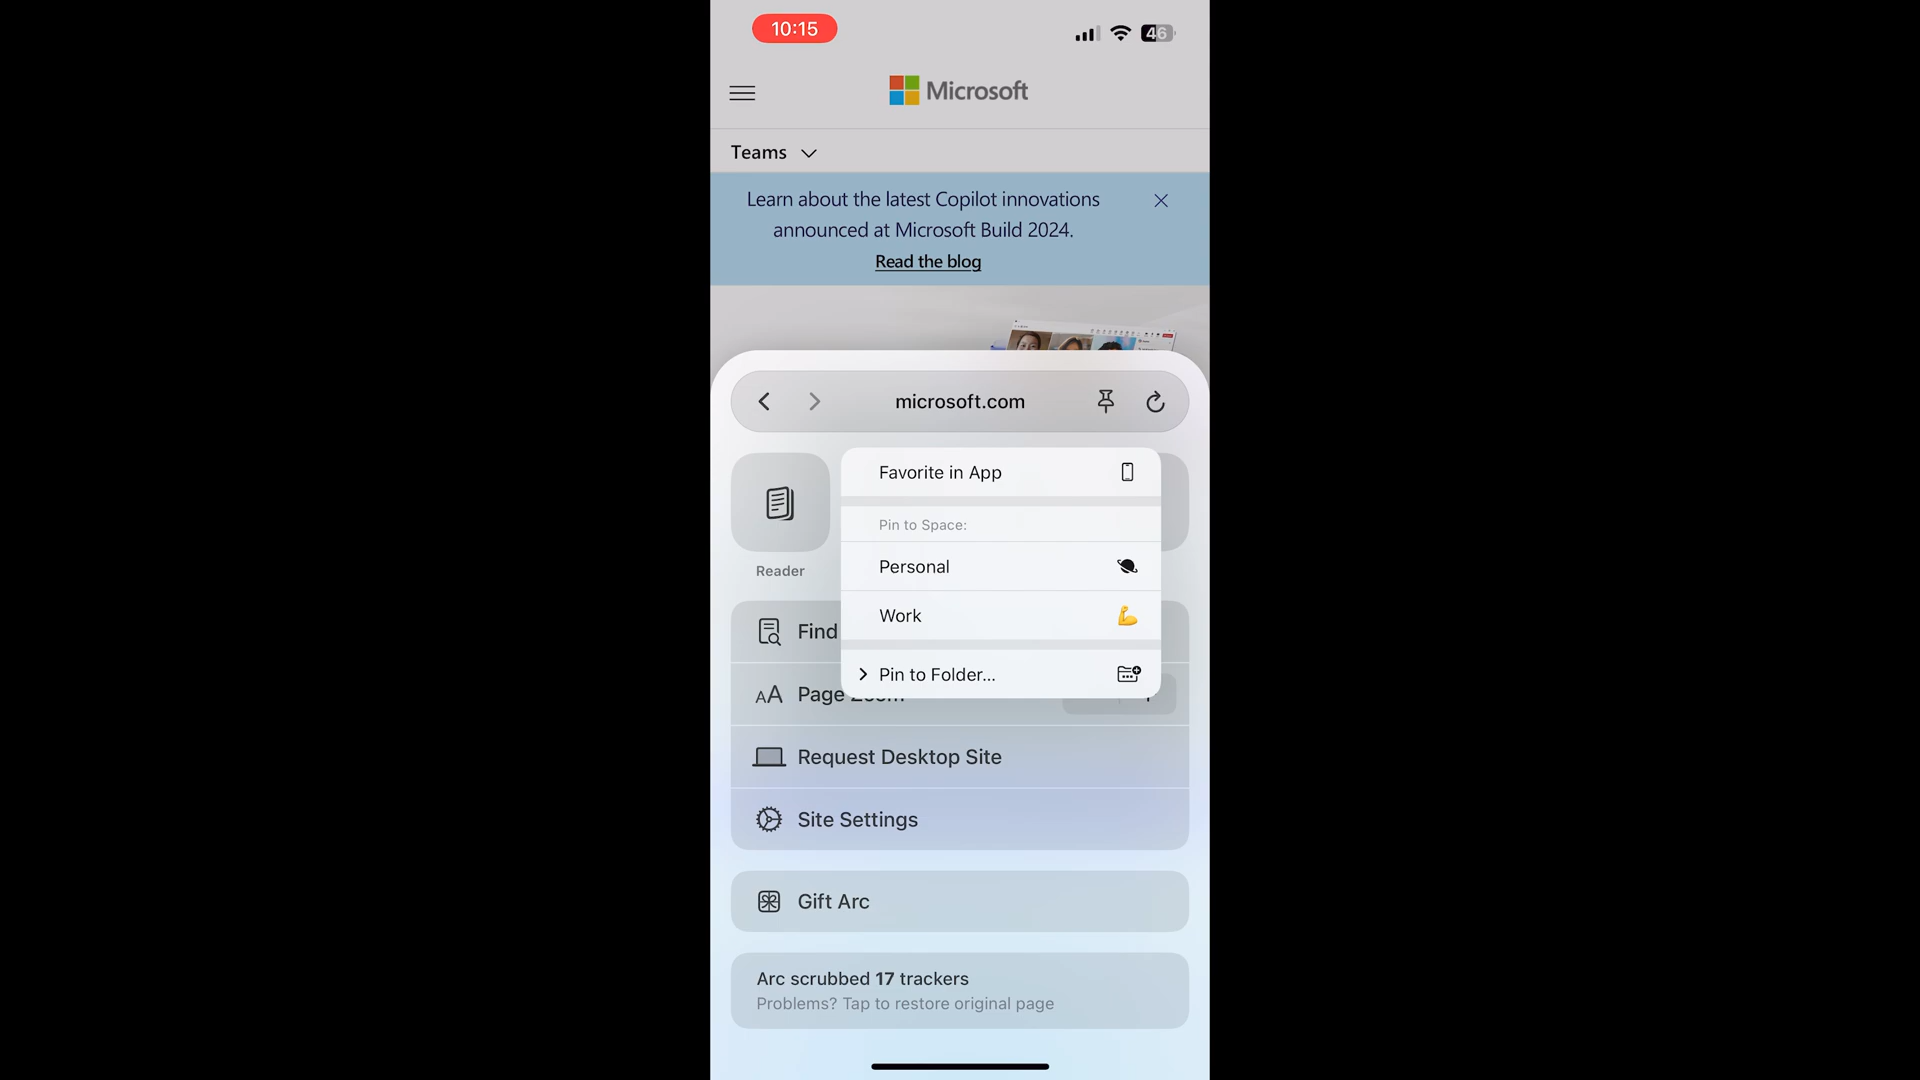 10:15
46
Microsoft
Teams
Learn about the latest Copilot innovations
announced at Microsoft Build 2024.
Read the blog
microsoft.com
Favorite in App
Pin to Space:
Personal
Reader
Work
Find
Pin to Folder...
AA Page Zoom
Request Desktop Site
Site Settings
Gift Arc
Arc scrubbed 17 trackers
Problems? Tap to restore original page